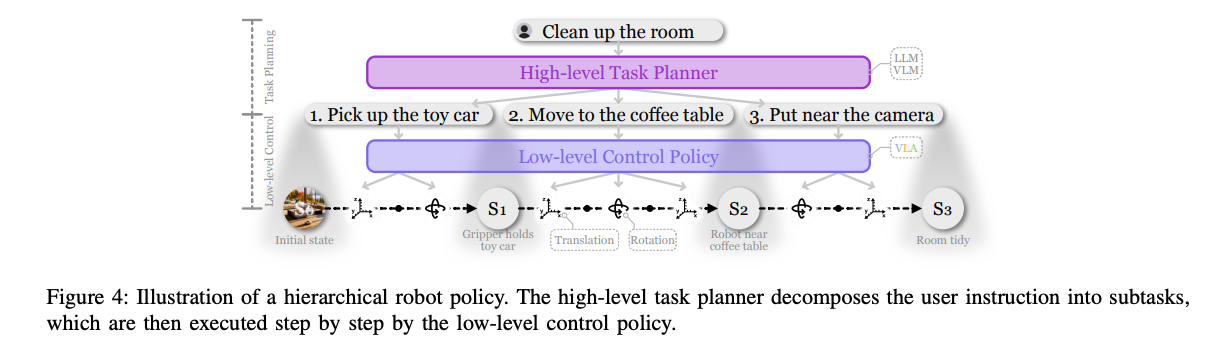 Clean up the room
Task Planning
High-level Task Planner
LLM
VLM
1. Pick up the toy car
2. Move to the coffee table
3. Put near the camera
Low-level Control
Low-level Control Policy
VLA
S0
S1
S2
S3
Initial state
Gripper holds
toy car
Translation
Rotation
Robot near
coffee table
Room tidy
Figure 4: Illustration of a hierarchical robot policy. The high-level task planner decomposes the user instruction into subtasks,
which are then executed step by step by the low-level control policy.